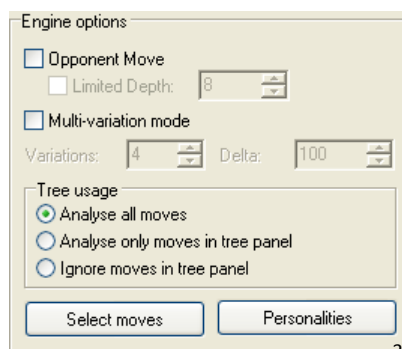 Engine options
Opponent Move
Limited Depth: 8
Multi-variation mode
Variations: 4 Delta: 100
Tree usage
Analyse all moves
Analyse only moves in tree panel
Ignore moves in tree panel
Select moves Personalities